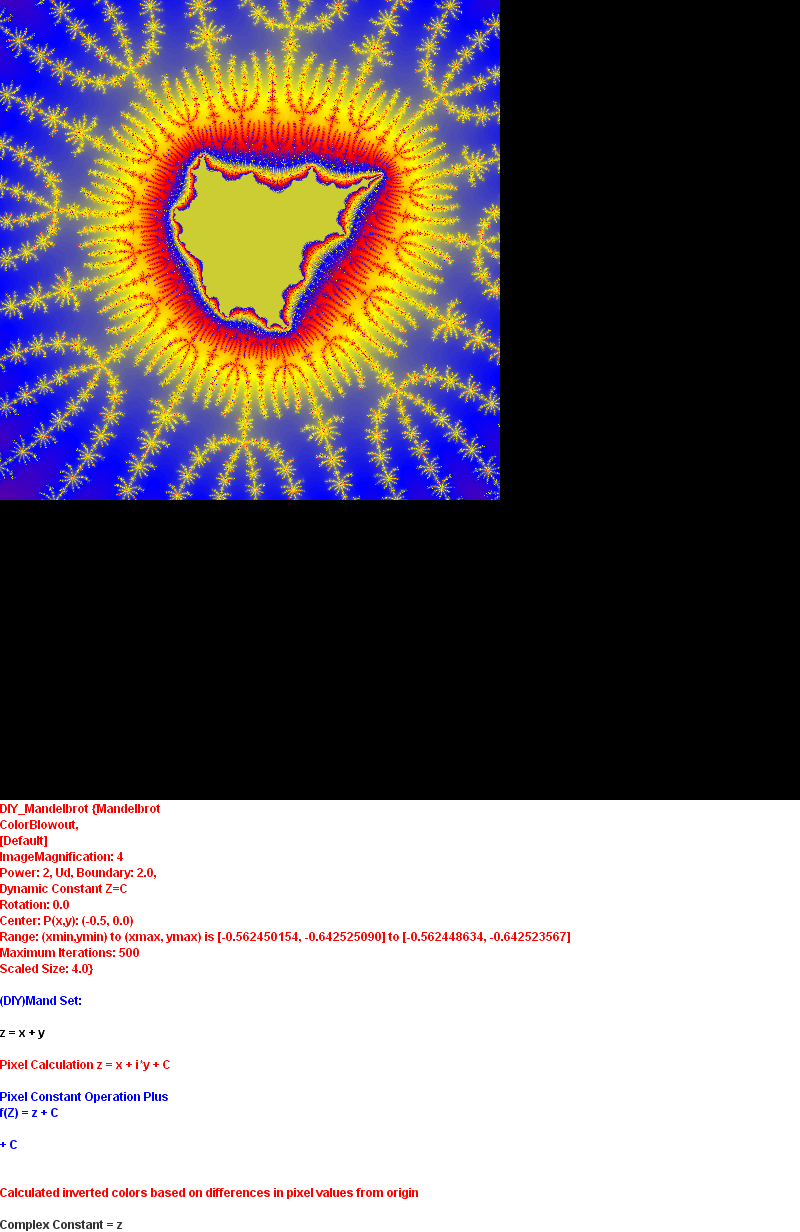 DIY_Mandelbrot {Mandelbrot
ColorBlowout,
[Default]
ImageMagnification: 4
Power: 2, Ud, Boundary: 2.0,
Dynamic Constant Z=C
Rotation: 0.0
Center: P(x,y): (-0.5, 0.0)
Range: (xmin,ymin) to (xmax, ymax) is [-0.562450154, -0.642525090] to [-0.562448634, -0.642523567]
Maximum Iterations: 500
Scaled Size: 4.0}
(DIY)Mand Set:
z = x + y
Pixel Calculation z = x + i*y + C
Pixel Constant Operation Plus
f(Z) = z + C
+ C
Calculated inverted colors based on differences in pixel values from origin
Complex Constant = z